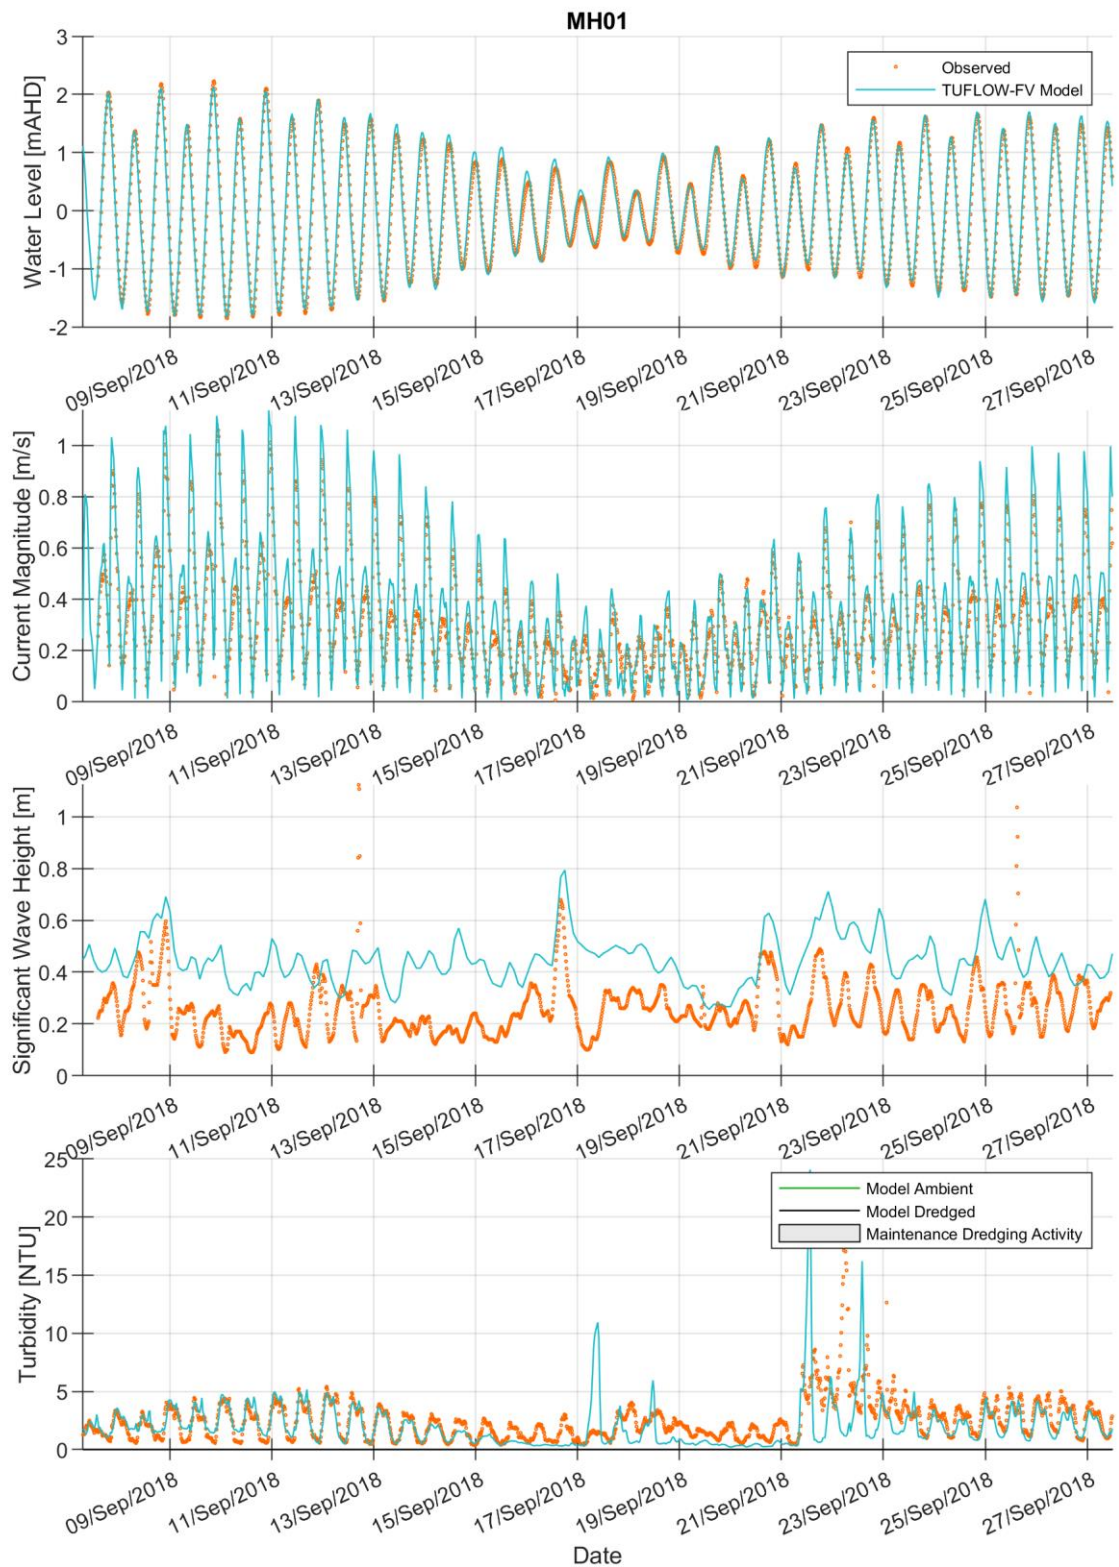 MH01
3
2
1
0
-1
-2
Water Level [mAHD]
Observed
TUFLOW-FV Model
09/Sep/2018
11/Sep/2018
13/Sep/2018
15/Sep/2018
17/Sep/2018
19/Sep/2018
21/Sep/2018
23/Sep/2018
25/Sep/2018
27/Sep/2018
1
0.8
0.6
0.4
0.2
0
Current Magnitude [m/s]
09/Sep/2018
11/Sep/2018
13/Sep/2018
15/Sep/2018
17/Sep/2018
19/Sep/2018
21/Sep/2018
23/Sep/2018
25/Sep/2018
27/Sep/2018
1
0.8
0.6
0.4
0.2
0
Significant Wave Height [m]
09/Sep/2018
11/Sep/2018
13/Sep/2018
15/Sep/2018
17/Sep/2018
19/Sep/2018
21/Sep/2018
23/Sep/2018
25/Sep/2018
27/Sep/2018
25
20
15
10
5
0
Turbidity [NTU]
Model Ambient
Model Dredged
Maintenance Dredging Activity
09/Sep/2018
11/Sep/2018
13/Sep/2018
15/Sep/2018
17/Sep/2018
19/Sep/2018
21/Sep/2018
23/Sep/2018
25/Sep/2018
27/Sep/2018
Date